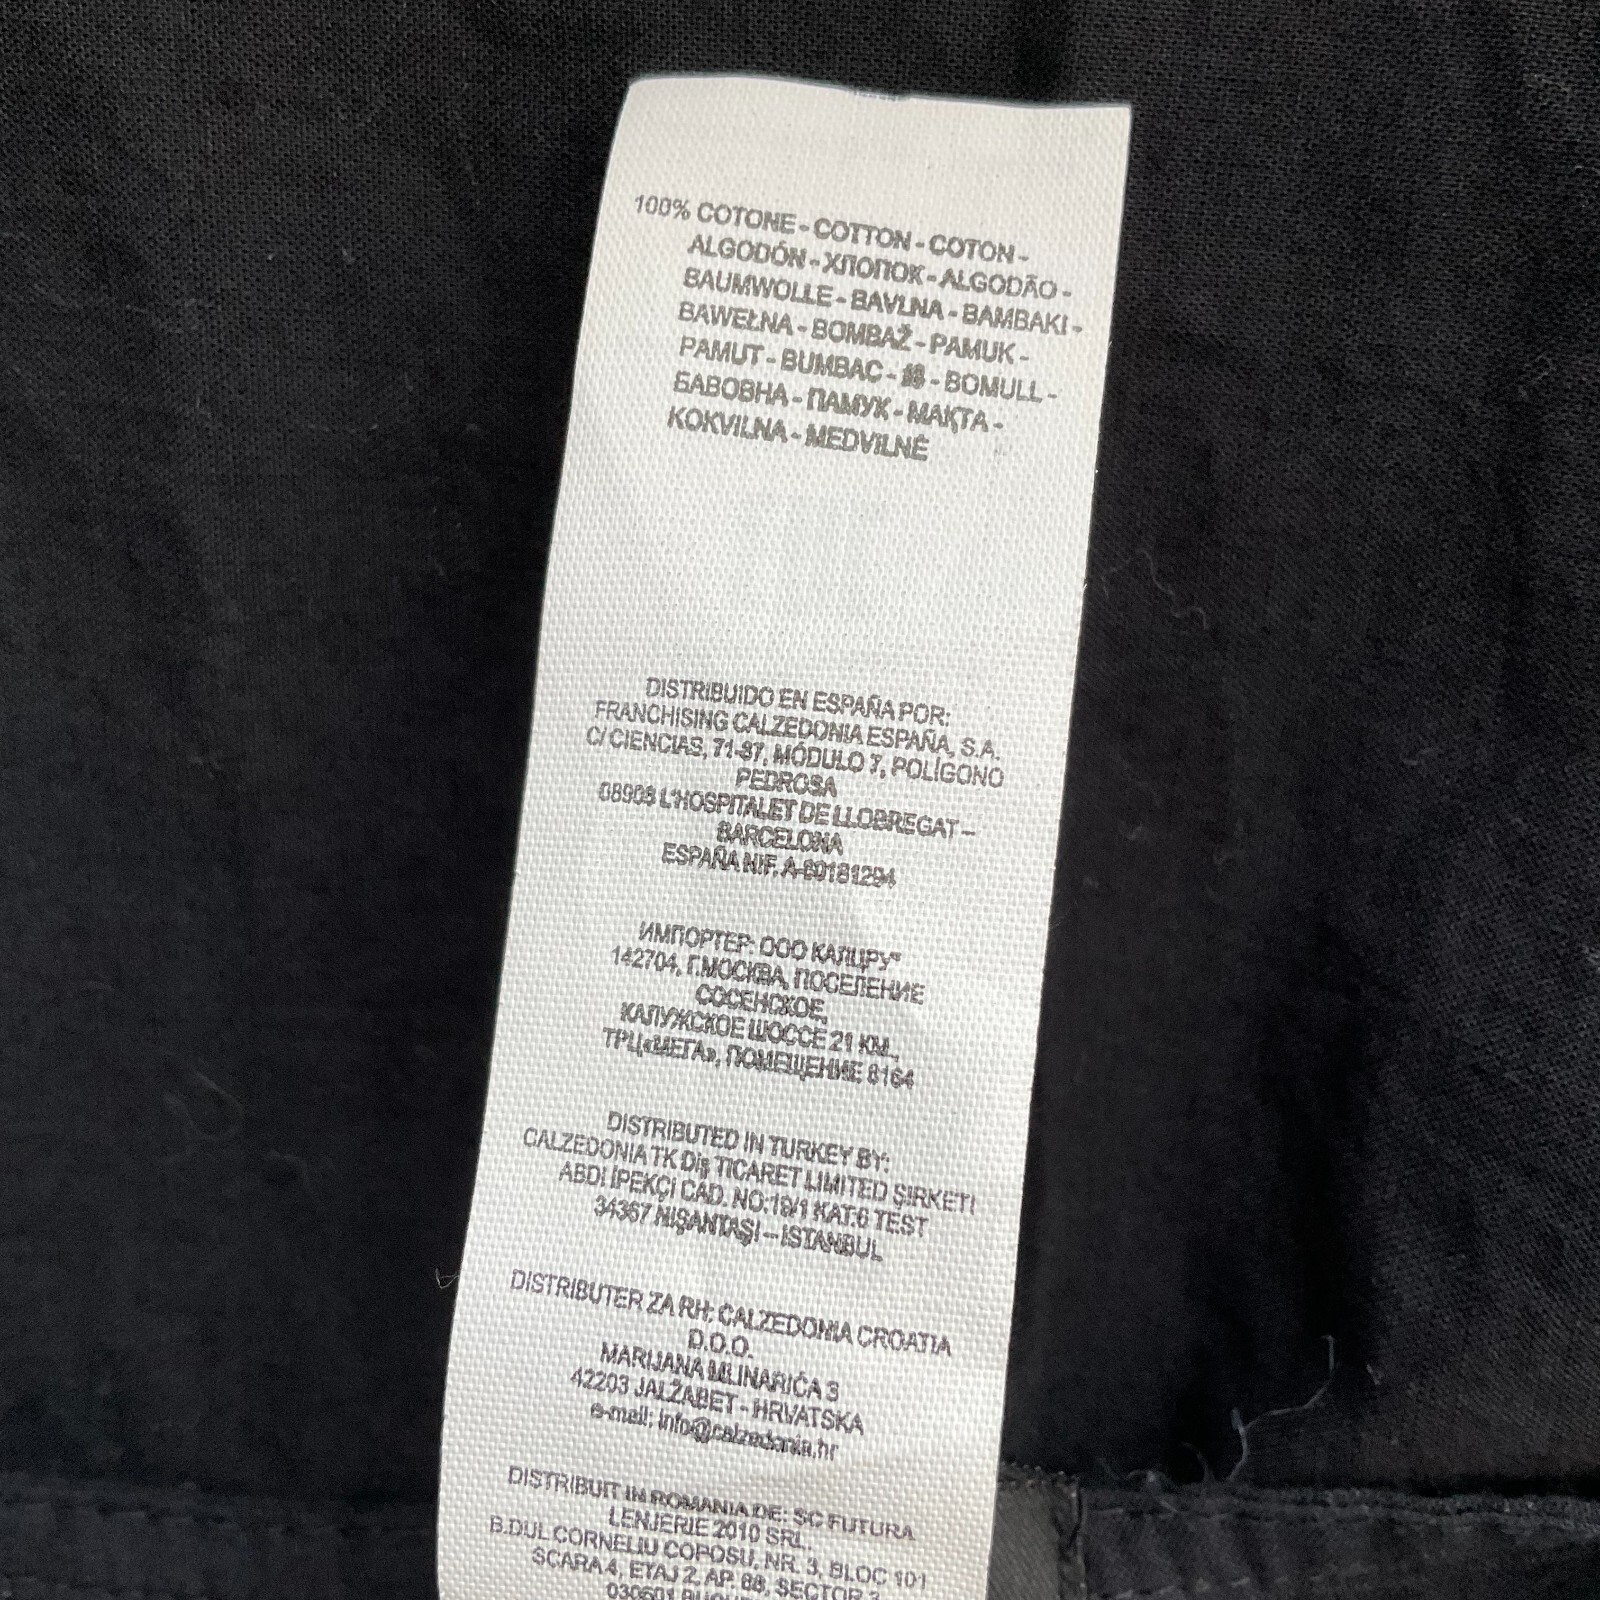 100% COTONE - COTTON - COTON -
ALGODÓN - ХЛОПОК - ALGODÃO -
BAUMWOLLE - BAVLNA - BAMBAKI -
BAWEŁNA - BOMBAŽ - PAMUK -
PAMUT - BUMBAC - 棉 - BOMULL -
БАВОВНА - ПАМУК - МАҚТА -
KOKVILNA - MEDVILNĖ
DISTRIBUIDO EN ESPAÑA POR:
FRANCHISING CALZEDONIA ESPAÑA, S.A.
C/ CIENCIAS, 71-87, MÓDULO 7, POLÍGONO
PEDROSA
08908 L'HOSPITALET DE LLOBREGAT –
BARCELONA
ESPAÑA NIF. A-60181294
ИМПОРТЕР: ООО КАЛЦРУ"
142704, Г.МОСКВА, ПОСЕЛЕНИЕ
СОСЕНСКОЕ,
КАЛУЖСКОЕ ШОССЕ 21 КМ.,
ТРЦ«МЕГА», ПОМЕЩЕНИЕ 8164
DISTRIBUTED IN TURKEY BY:
CALZEDONIA TK Dış TICARET LIMITED ŞIRKETI
ABDİ İPEKÇİ CAD. NO:19/1 KAT:6 TEST
34367 NIŞANTAŞI – ISTANBUL
DISTRIBUTER ZA RH: CALZEDONIA CROATIA
D.O.O.
MARIJANA MLINARIĆA 3
42203 JALŽABET - HRVATSKA
e-mail: info@calzedonia.hr
DISTRIBUIT IN ROMANIA DE: SC FUTURA
LENJERIE 2010 SRL.
B.DUL CORNELIU COPOSU, NR. 3, BLOC 101
SCARA 4, ETAJ 2, AP. 68, SECTOR 3